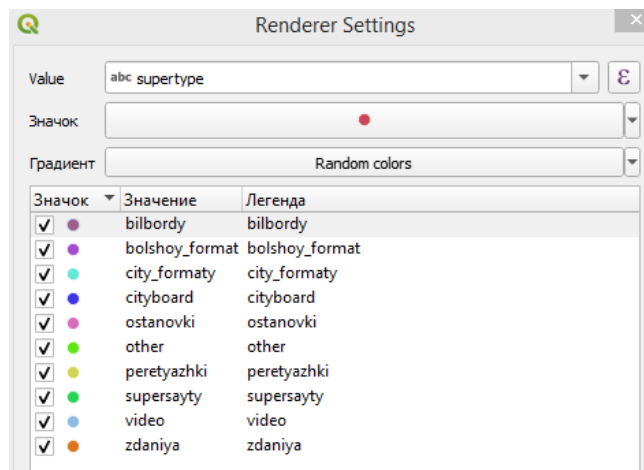 Renderer Settings
Value abc supertype ε
Значок
Градиент Random colors
Значок Значение Легенда
bilbordy bilbordy
bolshoy_format bolshoy_format
city_formaty city_formaty
cityboard cityboard
ostanovki ostanovki
other other
peretyazhki peretyazhki
supersayty supersayty
video video
zdaniya zdaniya